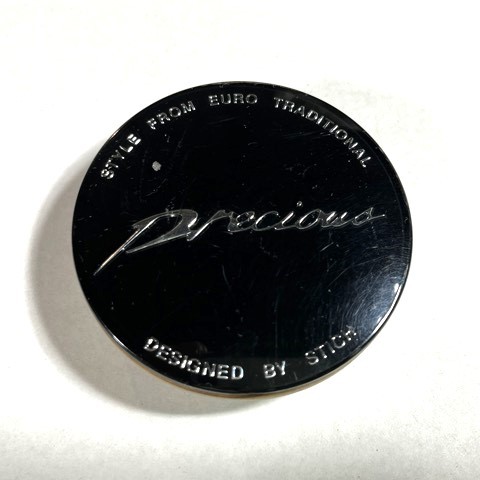 STYLE FROM EURO TRADITIONAL
Precious
DESIGNED BY STICH